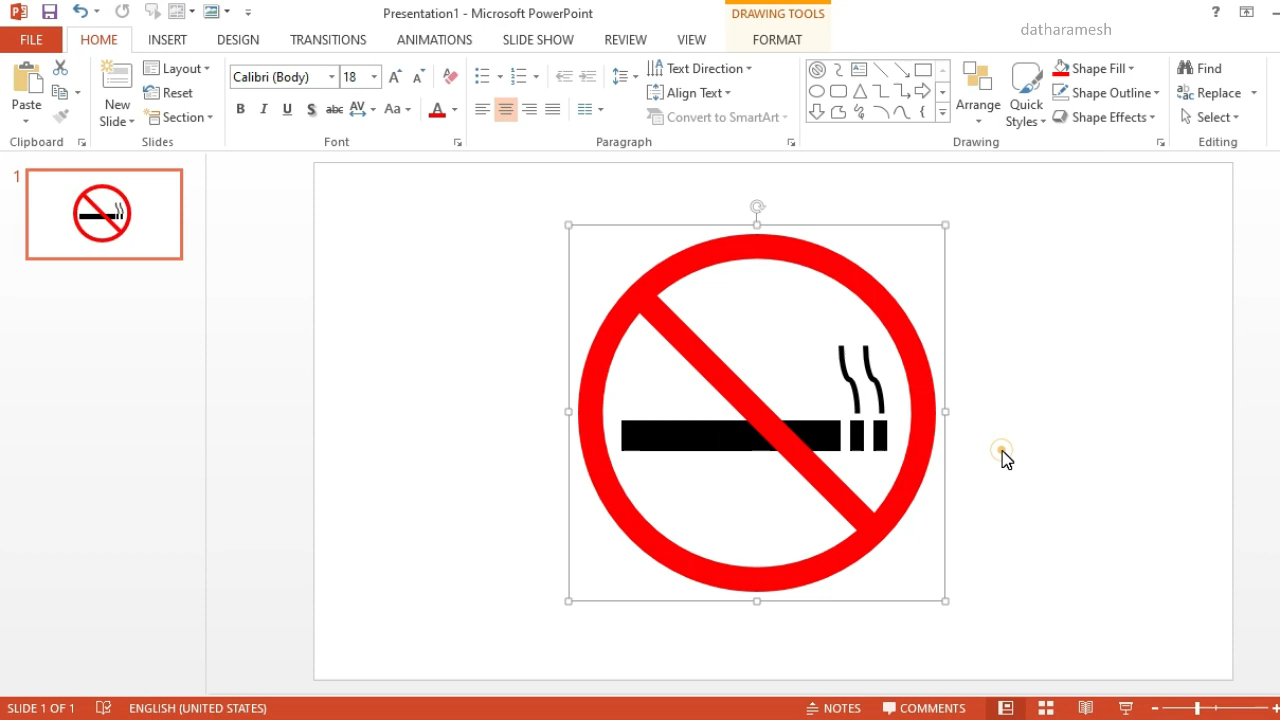 Presentation1 - Microsoft PowerPoint
DRAWING TOOLS
?
datharamesh
FILE HOME INSERT DESIGN TRANSITIONS ANIMATIONS SLIDE SHOW REVIEW VIEW FORMAT
Paste
Clipboard
New
Slide
Layout
Reset
Section
Slides
Calibri (Body) 18 A A
B I U S abc AV Aa A
Font
Text Direction
Align Text
Convert to SmartArt
Paragraph
Arrange
Quick
Styles
Shape Fill
Shape Outline
Shape Effects
Drawing
Find
Replace
Select
Editing
1
SLIDE 1 OF 1 ENGLISH (UNITED STATES) NOTES COMMENTS